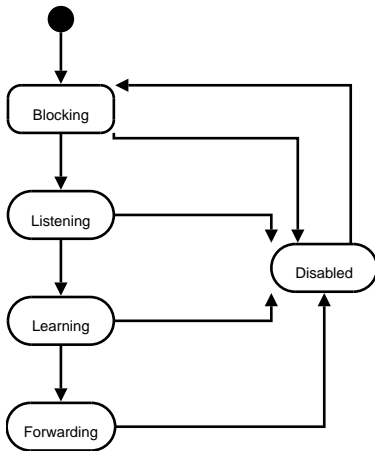 Blocking
Listening
Disabled
Learning
Forwarding